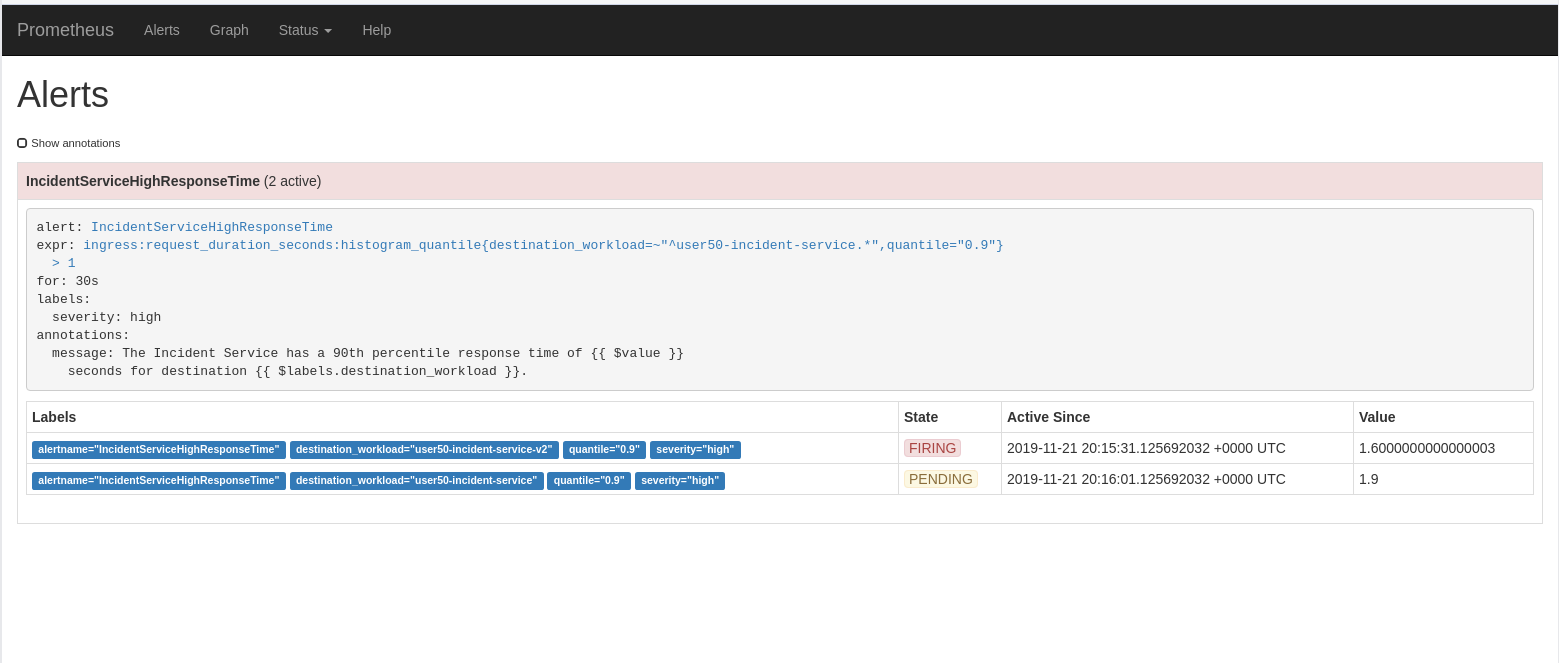 Prometheus Alerts Graph Status Help
Alerts
Show annotations
IncidentServiceHighResponseTime (2 active)
alert: IncidentServiceHighResponseTime
expr: ingress:request_duration_seconds:histogram_quantile{destination_workload=~"^user50-incident-service.*",quantile="0.9"}
  > 1
for: 30s
labels:
  severity: high
annotations:
  message: The Incident Service has a 90th percentile response time of {{ $value }}
    seconds for destination {{ $labels.destination_workload }}.
Labels State Active Since Value
alertname="IncidentServiceHighResponseTime" destination_workload="user50-incident-service-v2" quantile="0.9" severity="high" FIRING 2019-11-21 20:15:31.125692032 +0000 UTC 1.6000000000000003
alertname="IncidentServiceHighResponseTime" destination_workload="user50-incident-service" quantile="0.9" severity="high" PENDING 2019-11-21 20:16:01.125692032 +0000 UTC 1.9